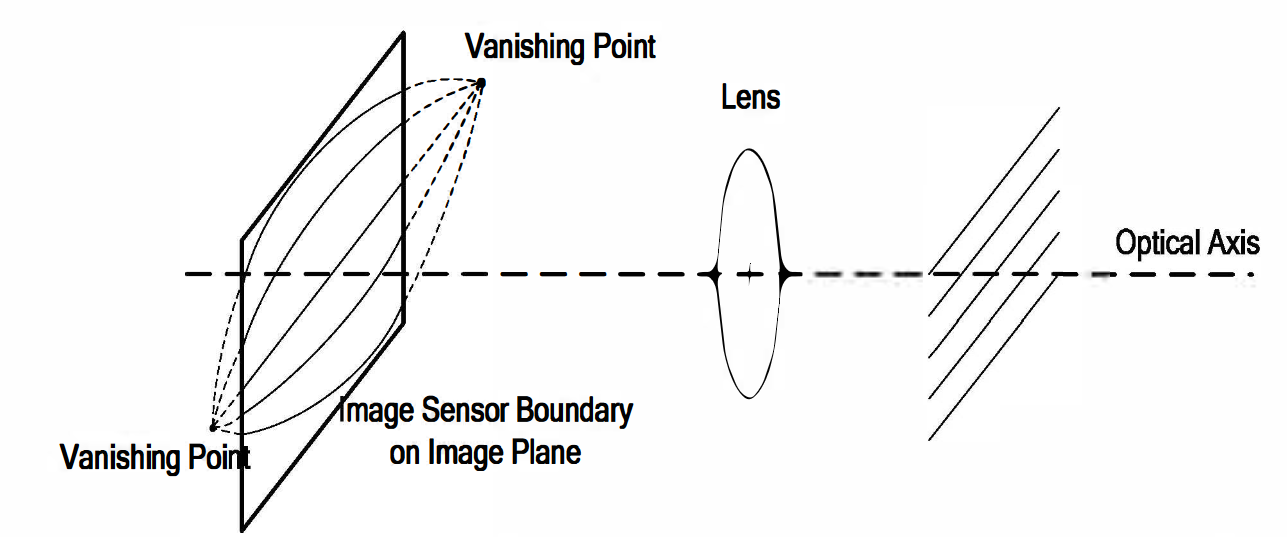 Vanishing Point
Lens
Optical Axis
Image Sensor Boundary
on Image Plane
Vanishing Point